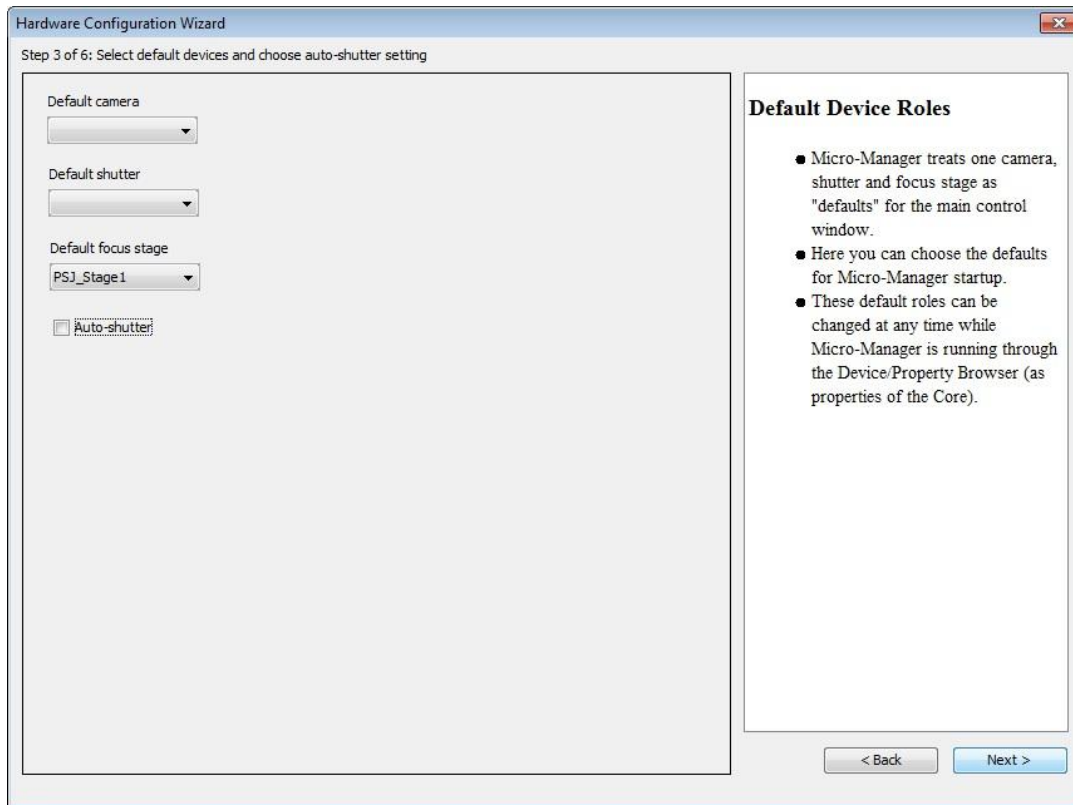 Hardware Configuration Wizard
Step 3 of 6: Select default devices and choose auto-shutter setting
Default camera
Default shutter
Default focus stage
PSJ_Stage1
Auto-shutter
Default Device Roles
Micro-Manager treats one camera,
shutter and focus stage as
"defaults" for the main control
window.
Here you can choose the defaults
for Micro-Manager startup.
These default roles can be
changed at any time while
Micro-Manager is running through
the Device/Property Browser (as
properties of the Core).
< Back
Next >